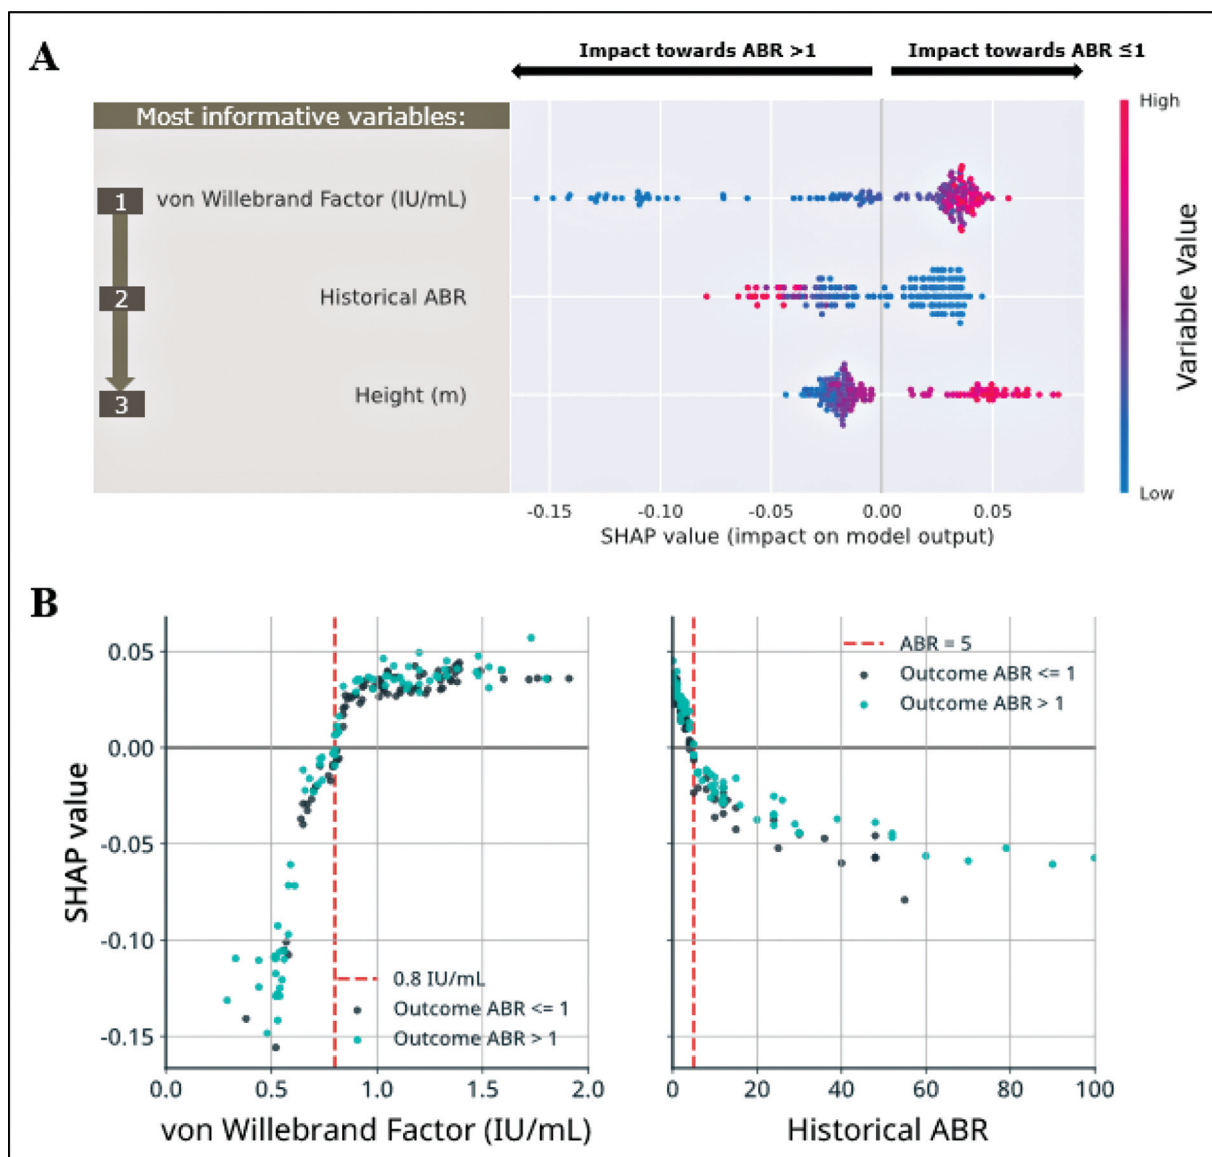 A
Impact towards ABR >1
Impact towards ABR ≤1
Most informative variables:
High
1
von Willebrand Factor (IU/mL)
2
Historical ABR
3
Height (m)
Variable Value
Low
-0.15
-0.10
-0.05
0.00
0.05
SHAP value (impact on model output)
B
SHAP value
0.05
0.00
-0.05
-0.10
-0.15
0.8 IU/mL
Outcome ABR <= 1
Outcome ABR > 1
0.0
0.5
1.0
1.5
2.0
von Willebrand Factor (IU/mL)
ABR = 5
Outcome ABR <= 1
Outcome ABR > 1
0
20
40
60
80
100
Historical ABR